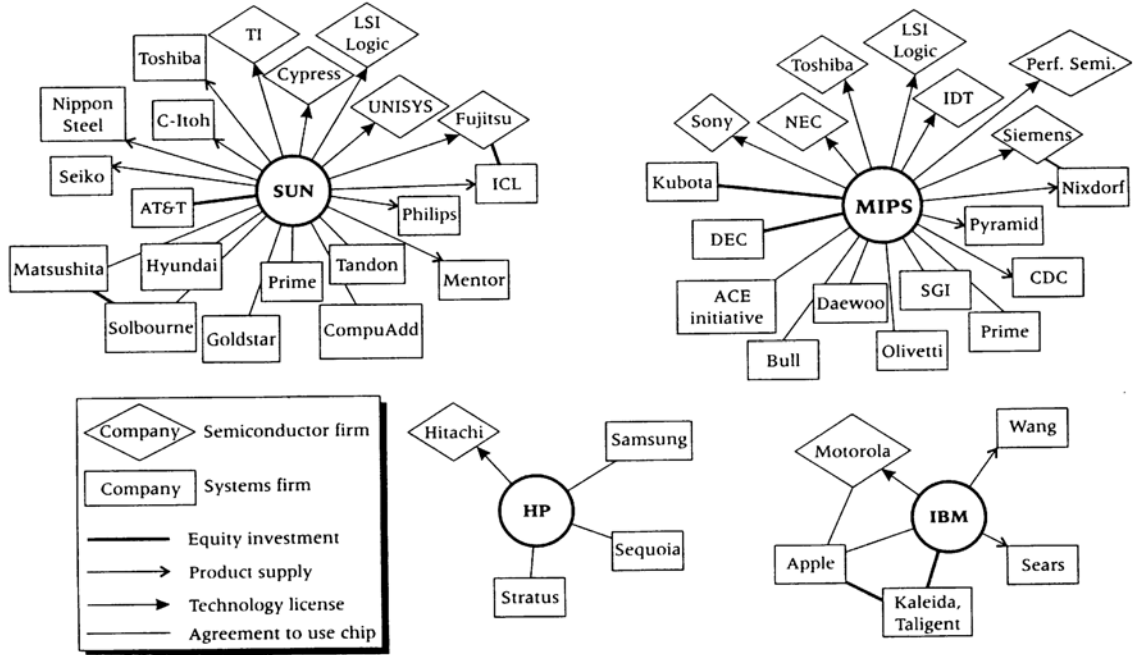 TI
LSI
Logic
Toshiba
Cypress
Nippon
Steel
C-Itoh
UNISYS
Fujitsu
Seiko
SUN
ICL
AT&T
Philips
Matsushita
Hyundai
Prime
Tandon
Mentor
Solbourne
Goldstar
CompuAdd
LSI
Logic
Toshiba
Perf. Semi.
Sony
NEC
IDT
Siemens
Kubota
MIPS
Nixdorf
DEC
Pyramid
ACE
initiative
Daewoo
SGI
CDC
Bull
Olivetti
Prime
Company
Semiconductor firm
Company
Systems firm
Equity investment
Product supply
Technology license
Agreement to use chip
Hitachi
Samsung
HP
Sequoia
Stratus
Motorola
Wang
IBM
Apple
Sears
Kaleida,
Taligent